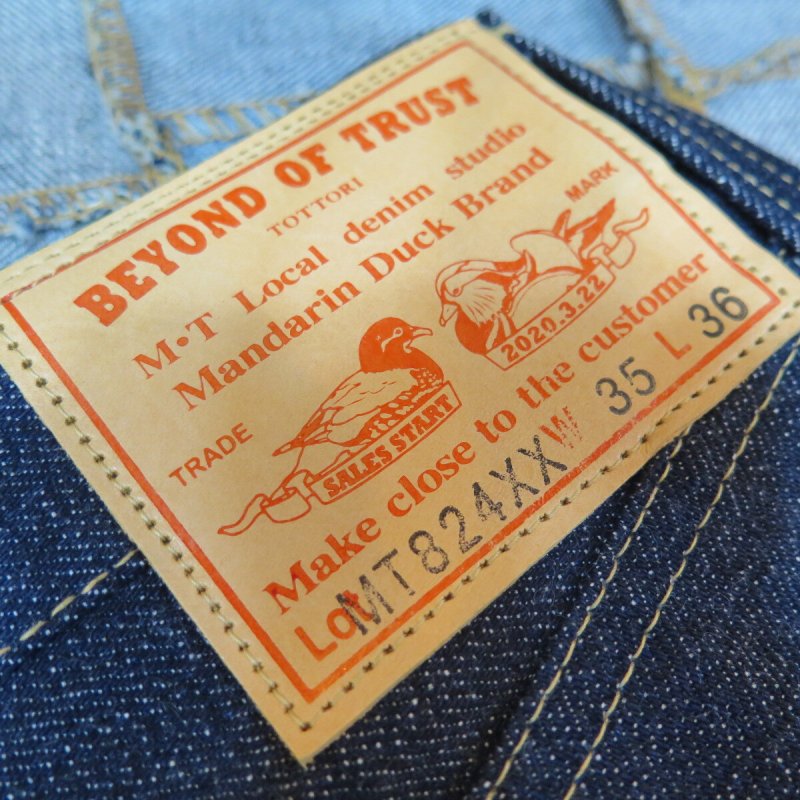 BEYOND OF TRUST
TOTTORI
M・T Local denim studio
Mandarin Duck Brand
TRADE MARK
SALES START
2020.3.22
Make close to the customer
Lot MT824XX W 35 L 36